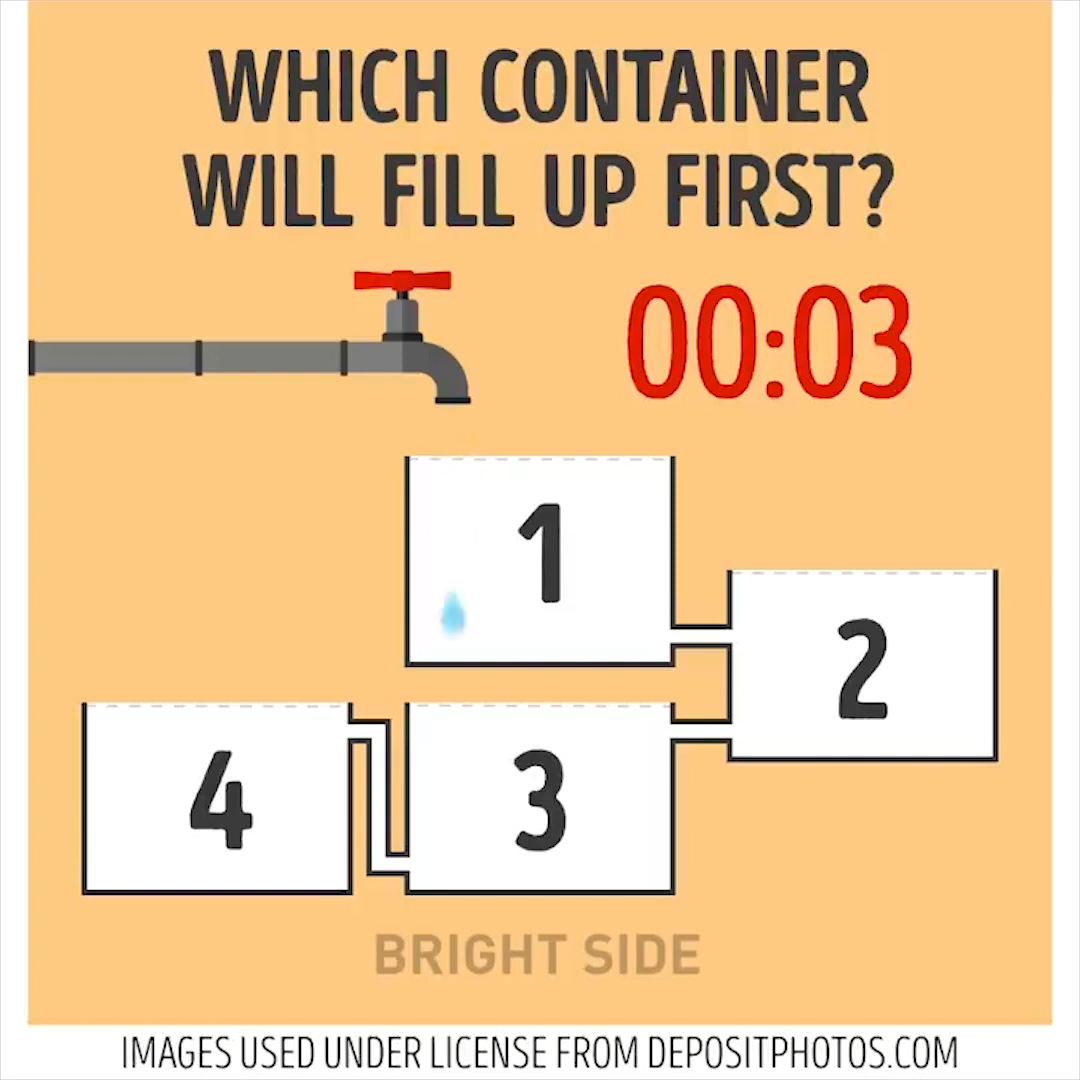 WHICH CONTAINER
WILL FILL UP FIRST?
00:03
1
2
4
3
BRIGHT SIDE
IMAGES USED UNDER LICENSE FROM DEPOSITPHOTOS.COM